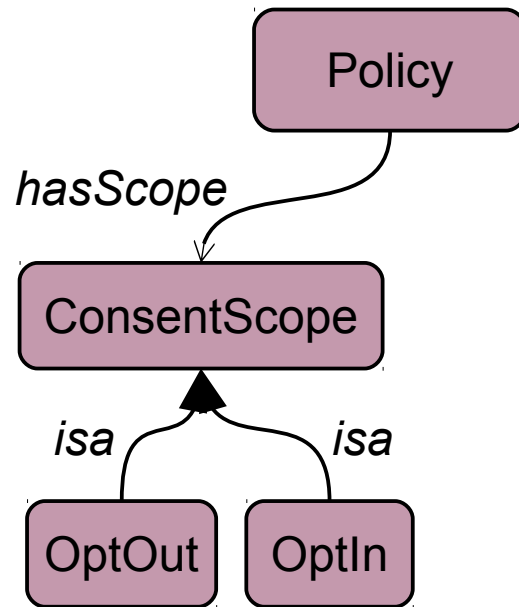 Policy
hasScope
ConsentScope
isa isa
OptOut OptIn